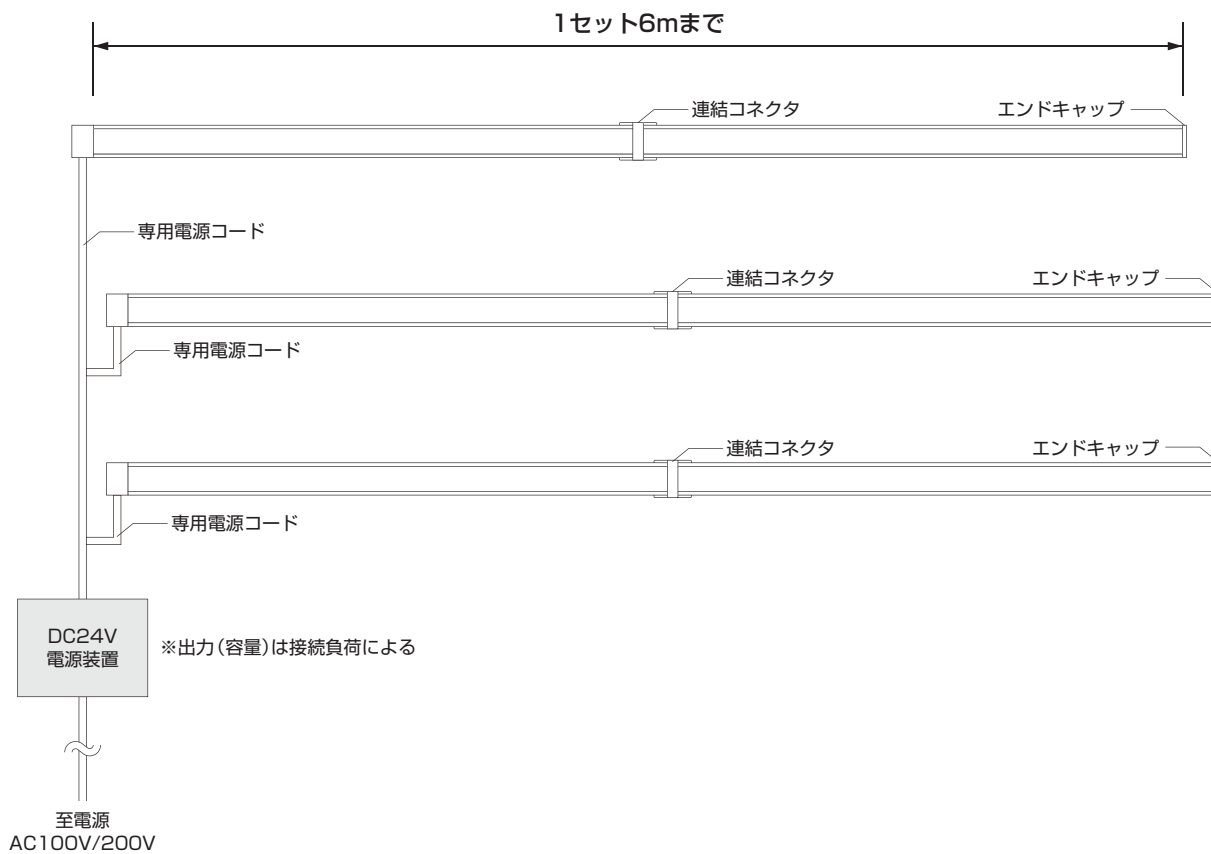 1セット6mまで
連結コネクタ
エンドキャップ
専用電源コード
連結コネクタ
エンドキャップ
専用電源コード
連結コネクタ
エンドキャップ
専用電源コード
DC24V
電源装置
※出力(容量)は接続負荷による
至電源
AC100V/200V